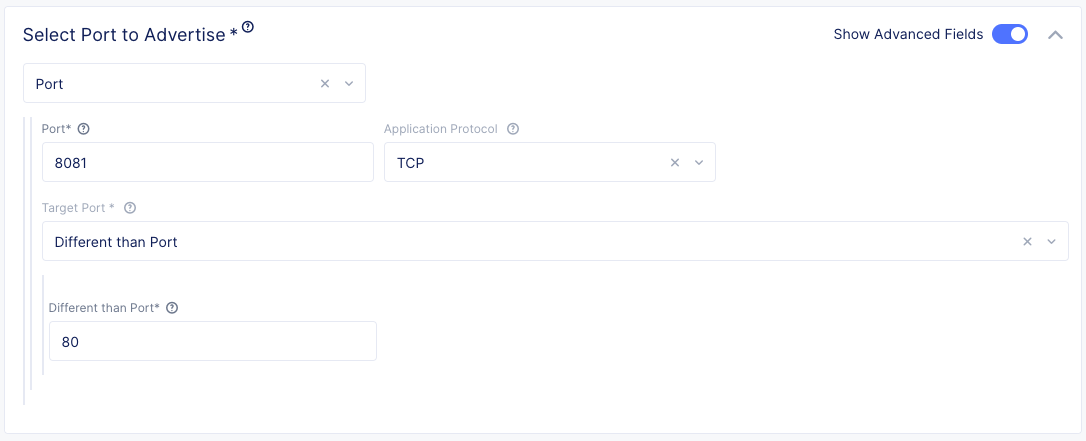 Select Port to Advertise *
Show Advanced Fields
Port
Port*
Application Protocol
8081
TCP
Target Port *
Different than Port
Different than Port*
80